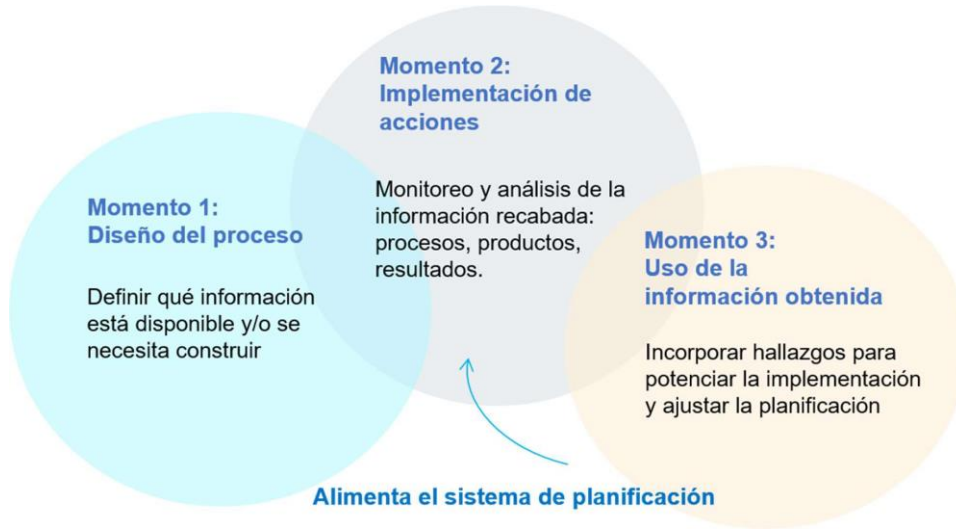 Momento 1:
Diseño del proceso
Definir qué información
está disponible y/o se
necesita construir
Momento 2:
Implementación de
acciones
Monitoreo y análisis de la
información recabada:
procesos, productos,
resultados.
Momento 3:
Uso de la
información obtenida
Incorporar hallazgos para
potenciar la implementación
y ajustar la planificación
Alimenta el sistema de planificación